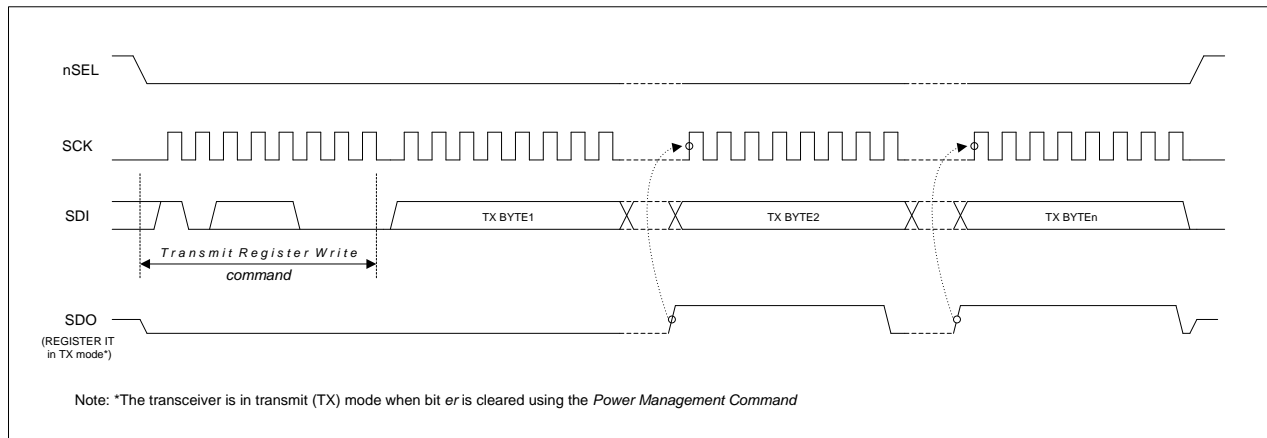 nSEL
SCK
SDI
TX BYTE1
TX BYTE2
TX BYTEn
Transmit Register Write
command
SDO
(REGISTER IT
in TX mode*)
Note: *The transceiver is in transmit (TX) mode when bit er is cleared using the Power Management Command